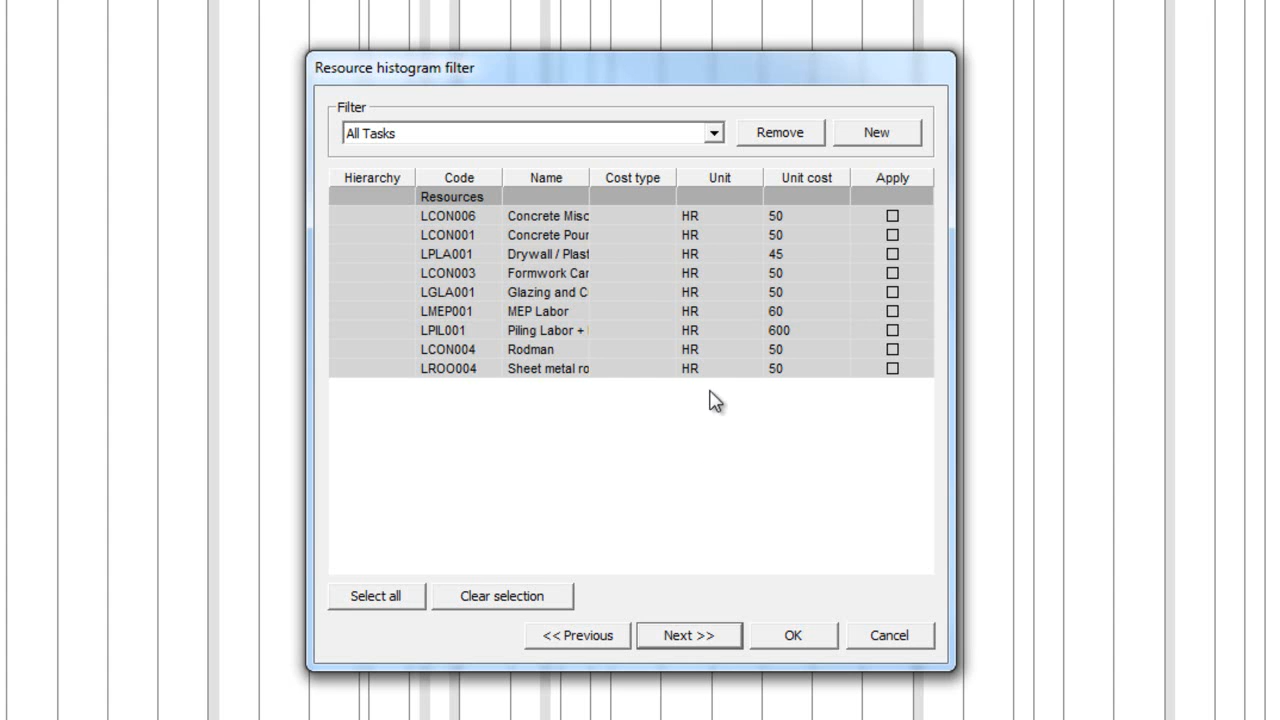 Resource histogram filter
Filter
All Tasks
Remove
New
Hierarchy Code Name Cost type Unit Unit cost Apply
Resources
LCON006 Concrete Misc HR 50
LCON001 Concrete Pour HR 50
LPLA001 Drywall / Plast HR 45
LCON003 Formwork Car HR 50
LGLA001 Glazing and C HR 50
LMEP001 MEP Labor HR 60
LPIL001 Piling Labor + HR 600
LCON004 Rodman HR 50
LROO004 Sheet metal ro HR 50
Select all
Clear selection
<< Previous
Next >>
OK
Cancel